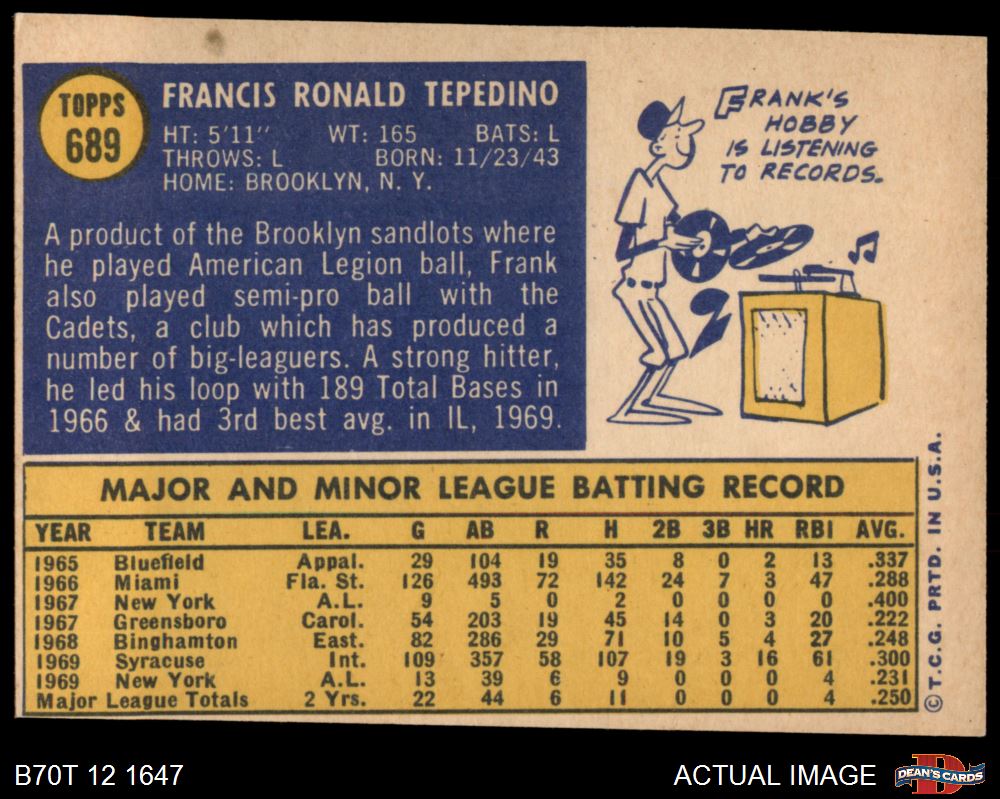 TOPPS
689
FRANCIS RONALD TEPEDINO
HT: 5'11" WT: 165 BATS: L
THROWS: L BORN: 11/23/43
HOME: BROOKLYN, N. Y.
A product of the Brooklyn sandlots where
he played American Legion ball, Frank
also played semi-pro ball with the
Cadets, a club which has produced a
number of big-leaguers. A strong hitter,
he led his loop with 189 Total Bases in
1966 & had 3rd best avg. in IL, 1969.
FRANK'S
HOBBY
IS LISTENING
TO RECORDS.
MAJOR AND MINOR LEAGUE BATTING RECORD
YEAR TEAM LEA. G AB R H 2B 3B HR RBI AVG.
1965 Bluefield Appal. 29 104 19 35 8 0 2 13 .337
1966 Miami Fla. St. 126 493 72 142 24 7 3 47 .288
1967 New York A.L. 9 5 0 2 0 0 0 0 .400
1967 Greensboro Carol. 54 203 19 45 14 0 3 20 .222
1968 Binghamton East. 82 286 29 71 10 5 4 27 .248
1969 Syracuse Int. 109 357 58 107 19 3 16 61 .300
1969 New York A.L. 13 39 6 9 0 0 0 4 .231
Major League Totals 2 Yrs. 22 44 6 11 0 0 0 4 .250
© T.C.G. PRTD. IN U.S.A.
B70T 12 1647
ACTUAL IMAGE
DEAN'S CARDS